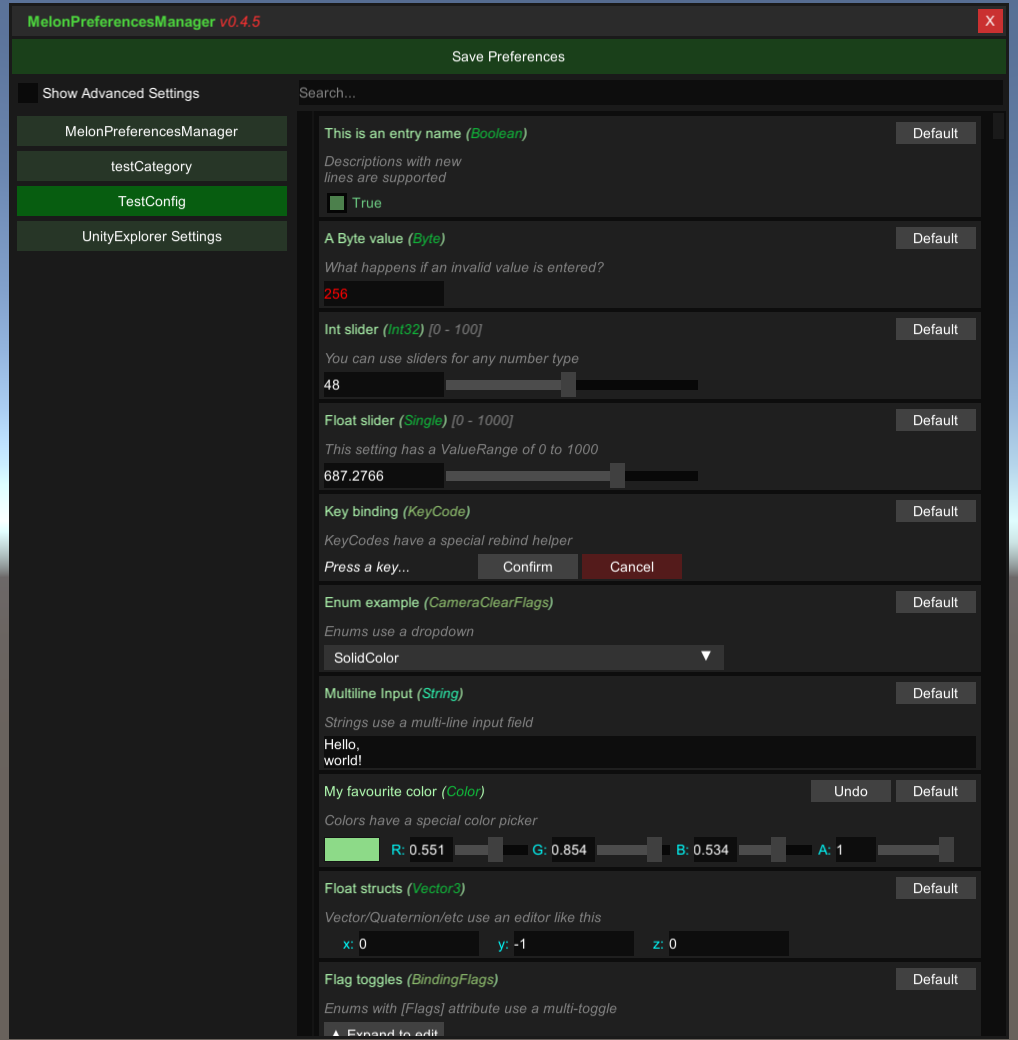 MelonPreferencesManager v0.4.5
X
Save Preferences
Show Advanced Settings
Search...
MelonPreferencesManager
testCategory
TestConfig
UnityExplorer Settings
This is an entry name (Boolean)
Default
Descriptions with new
lines are supported
True
A Byte value (Byte)
Default
What happens if an invalid value is entered?
256
Int slider (Int32) [0 - 100]
Default
You can use sliders for any number type
48
Float slider (Single) [0 - 1000]
Default
This setting has a ValueRange of 0 to 1000
687.2766
Key binding (KeyCode)
Default
KeyCodes have a special rebind helper
Press a key...
Confirm
Cancel
Enum example (CameraClearFlags)
Default
Enums use a dropdown
SolidColor
▼
Multiline Input (String)
Default
Strings use a multi-line input field
Hello,
world!
My favourite color (Color)
Undo
Default
Colors have a special color picker
R: 0.551
G: 0.854
B: 0.534
A: 1
Float structs (Vector3)
Default
Vector/Quaternion/etc use an editor like this
x: 0
y: -1
z: 0
Flag toggles (BindingFlags)
Default
Enums with [Flags] attribute use a multi-toggle
▲ Expand to edit